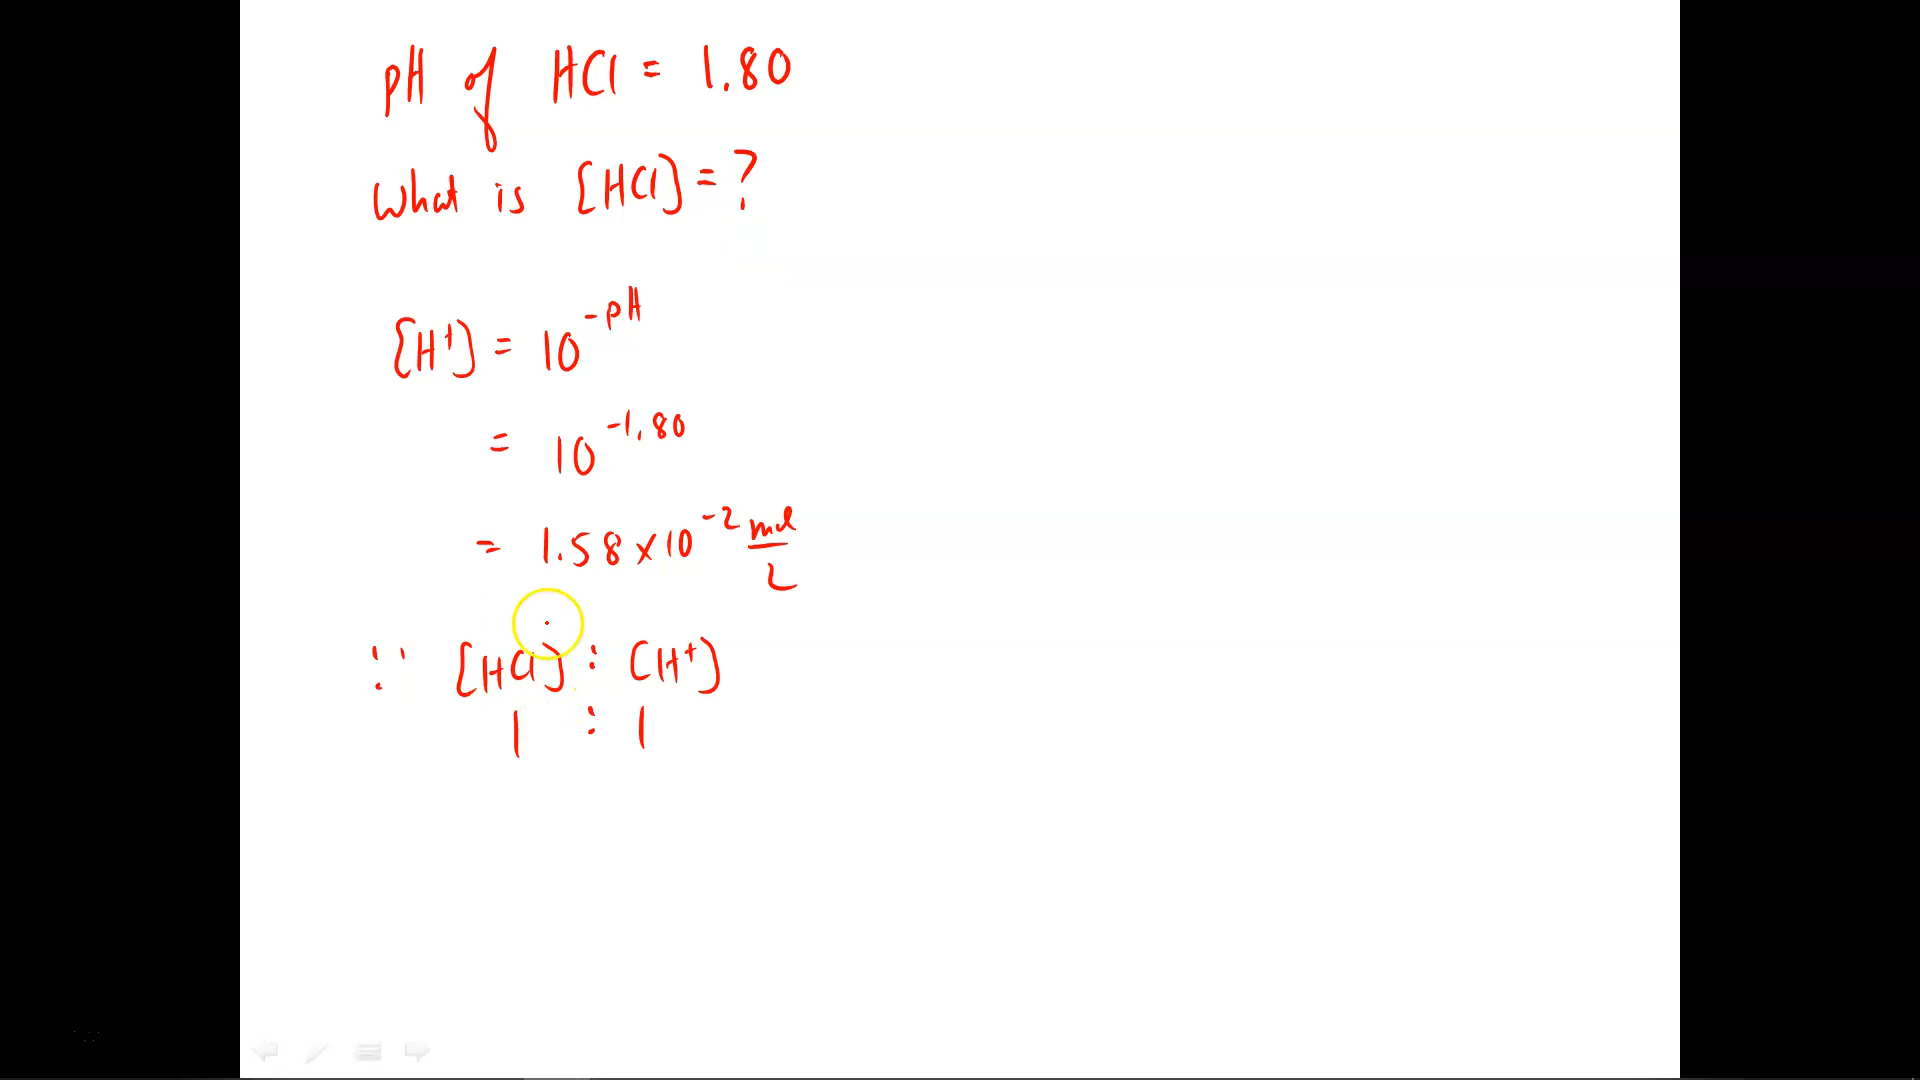 pH of HCl = 1.80
What is [HCl] = ?
[H⁺] = 10⁻ᵖᴴ
= 10⁻¹·⁸⁰
= 1.58 × 10⁻² mol/L
∵ [HCl] : [H⁺]
1 : 1